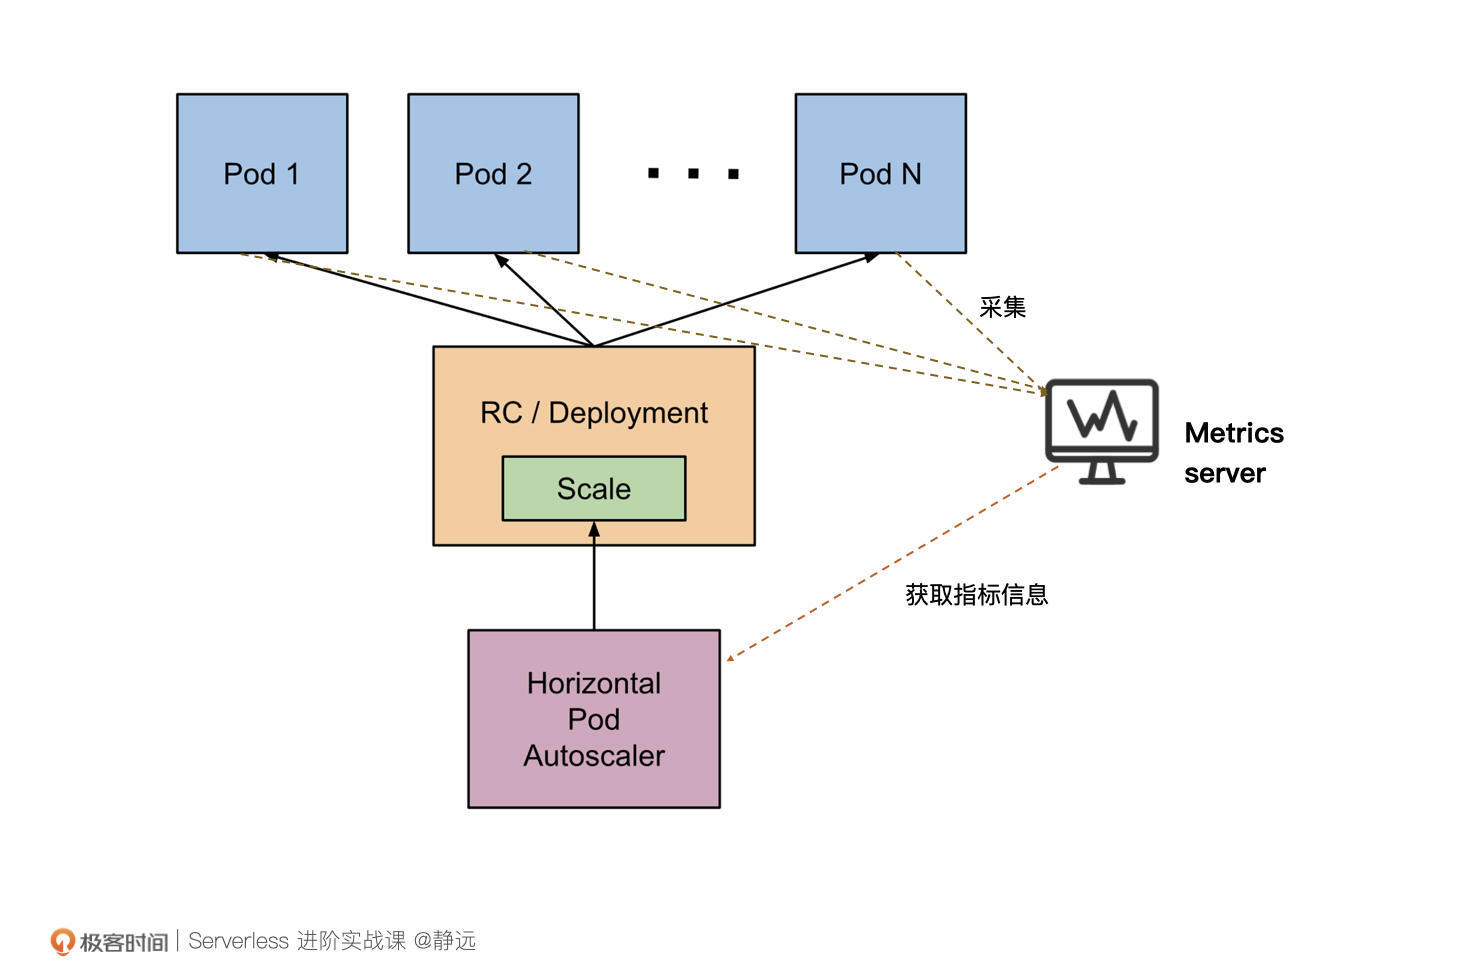 Pod 1
Pod 2
Pod N
采集
RC / Deployment
Scale
Metrics
server
获取指标信息
Horizontal
Pod
Autoscaler
极客时间 | Serverless 进阶实战课 @静远